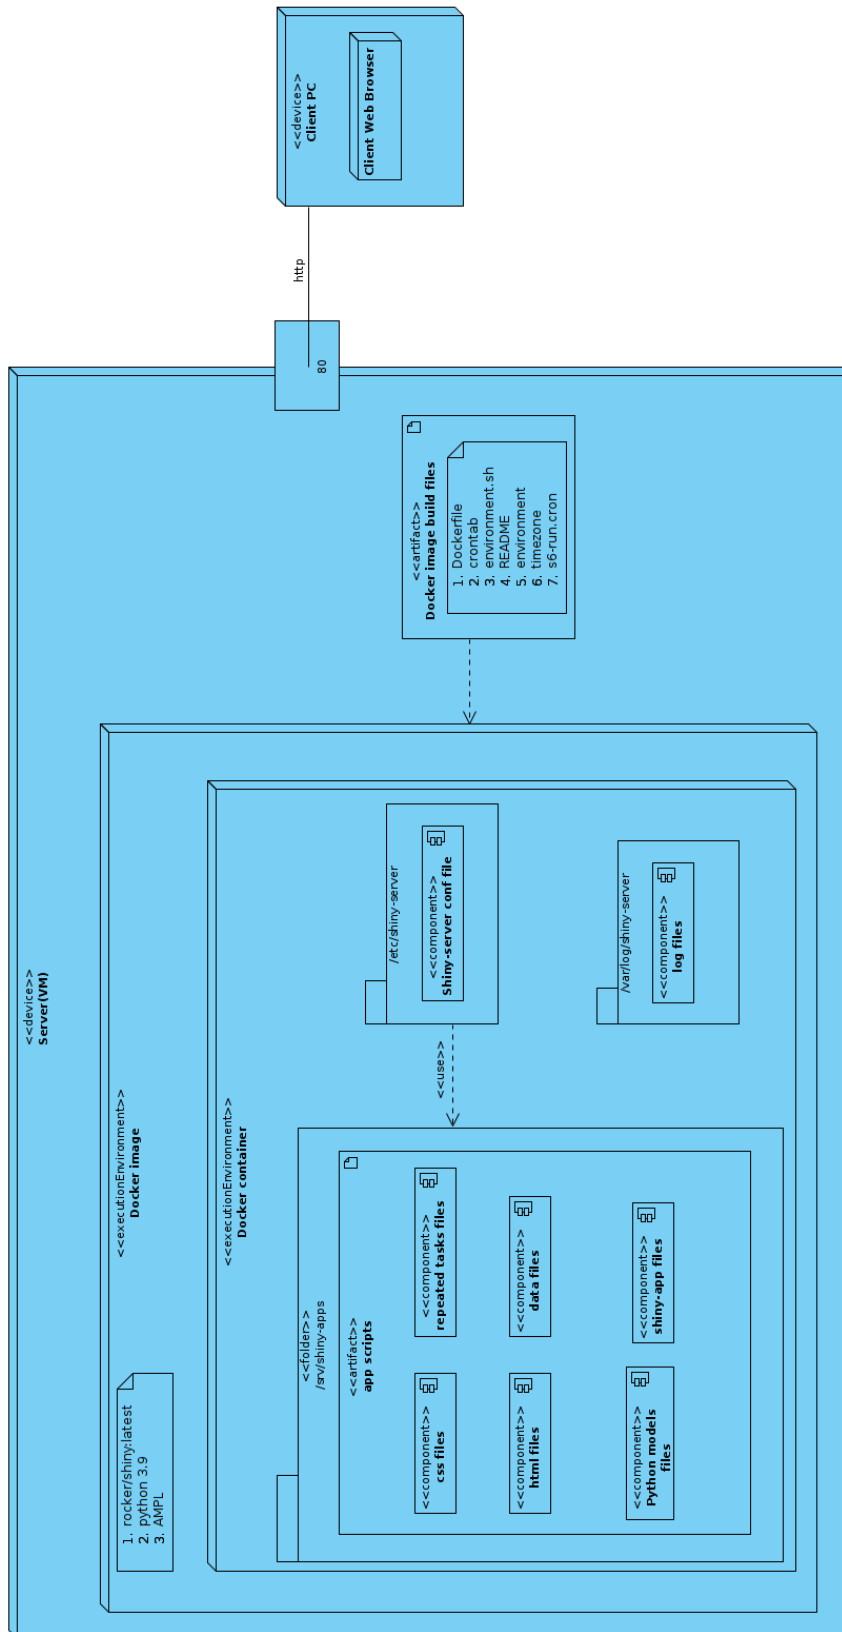 <<device>>
Server(VM)
<<executionEnvironment>>
Docker image
1. rocker/shiny:latest
2. python 3.9
3. AMPL
<<executionEnvironment>>
Docker container
<<folder>>
/srv/shiny-apps
<<artifact>>
app scripts
<<component>>
css files
<<component>>
repeated tasks files
<<component>>
html files
<<component>>
data files
<<component>>
Python models
files
<<component>>
shiny-app files
<<use>>
/etc/shiny-server
<<component>>
Shiny-server conf file
/var/log/shiny-server
<<component>>
log files
<<artifact>>
Docker image build files
1. Dockerfile
2. crontab
3. environment.sh
4. README
5. environment
6. timezone
7. s6-run.cron
80
http
<<device>>
Client PC
Client Web Browser